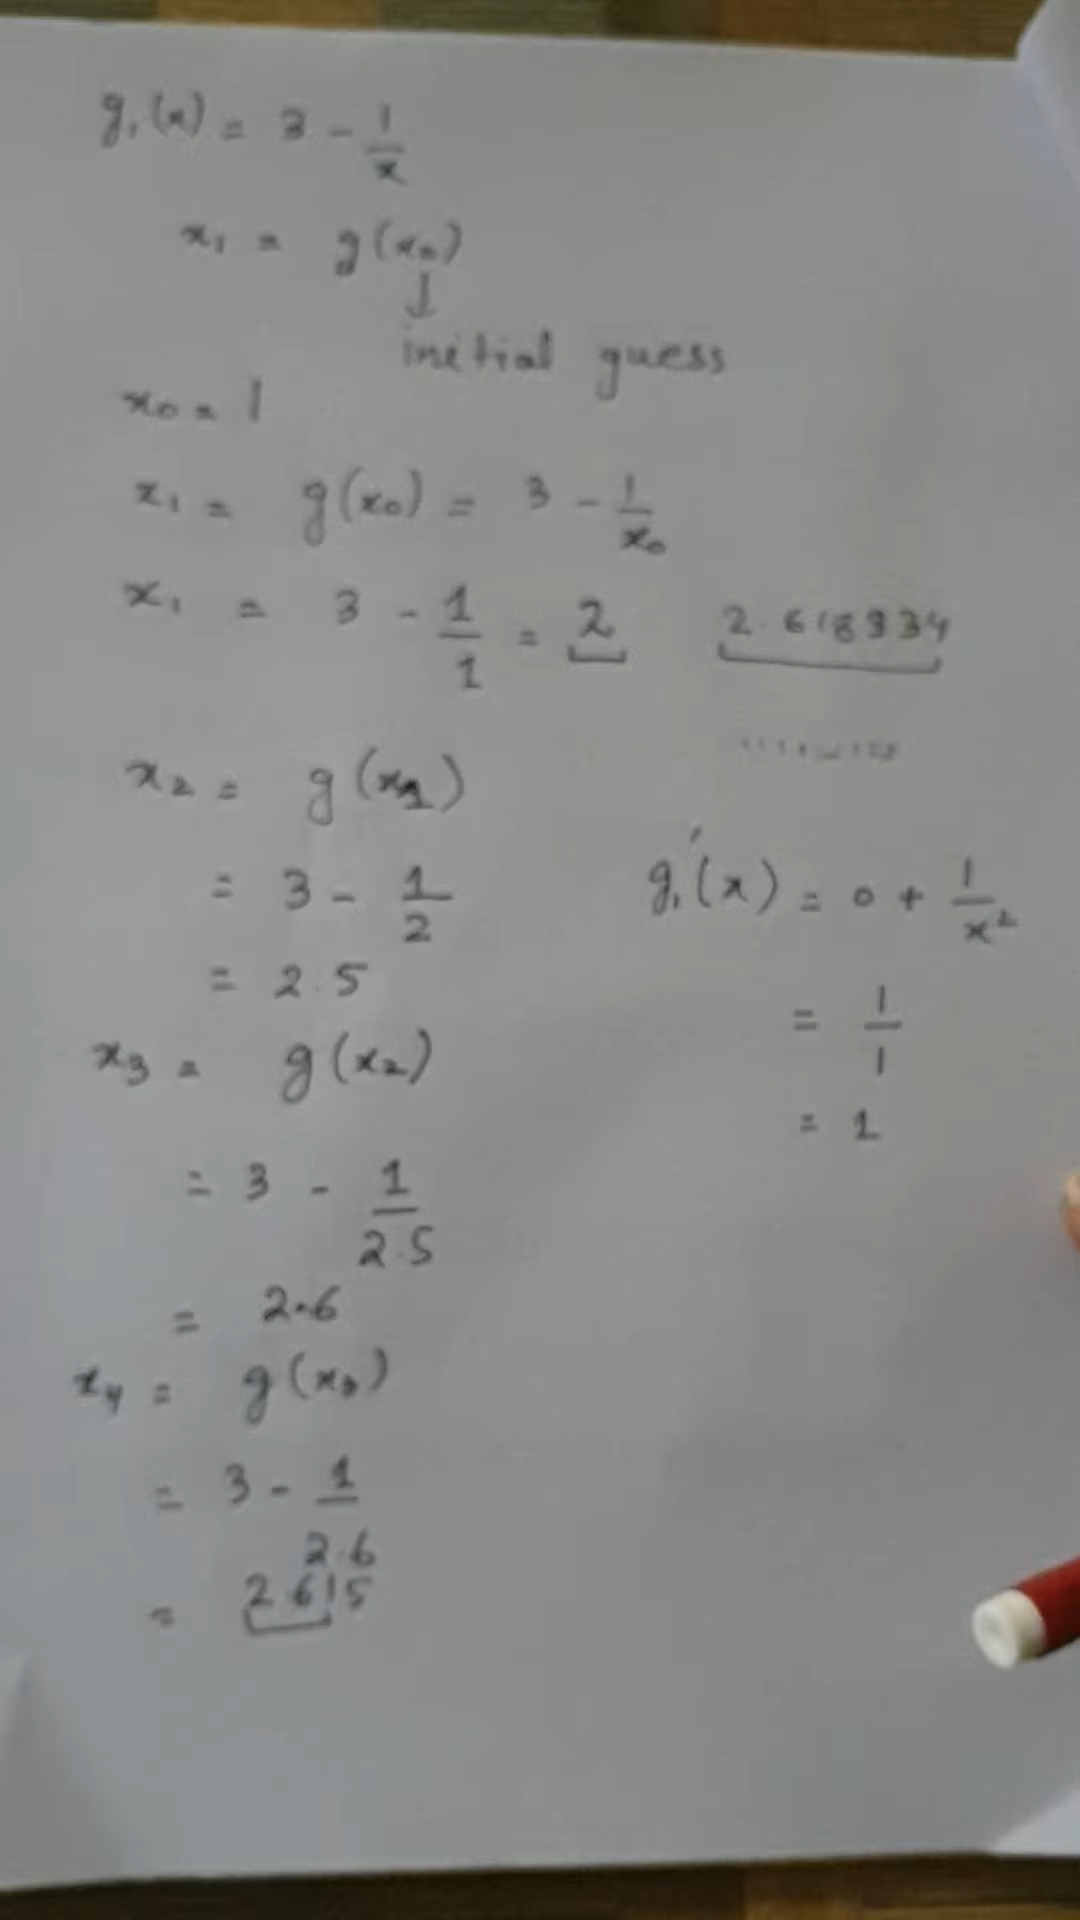 g₁(x) = 3 - 1/x
x₁ = g(x₀)
↓
initial guess
x₀ = 1
x₁ = g(x₀) = 3 - 1/x₀
x₁ = 3 - 1/1 = 2
2.618934
x₂ = g(x₁)
= 3 - 1/2
= 2.5
x₃ = g(x₂)
= 3 - 1/2.5
= 2.6
x₄ = g(x₃)
= 3 - 1/2.6
= 2.615
g₁'(x) = 0 + 1/x²
= 1/1
= 1